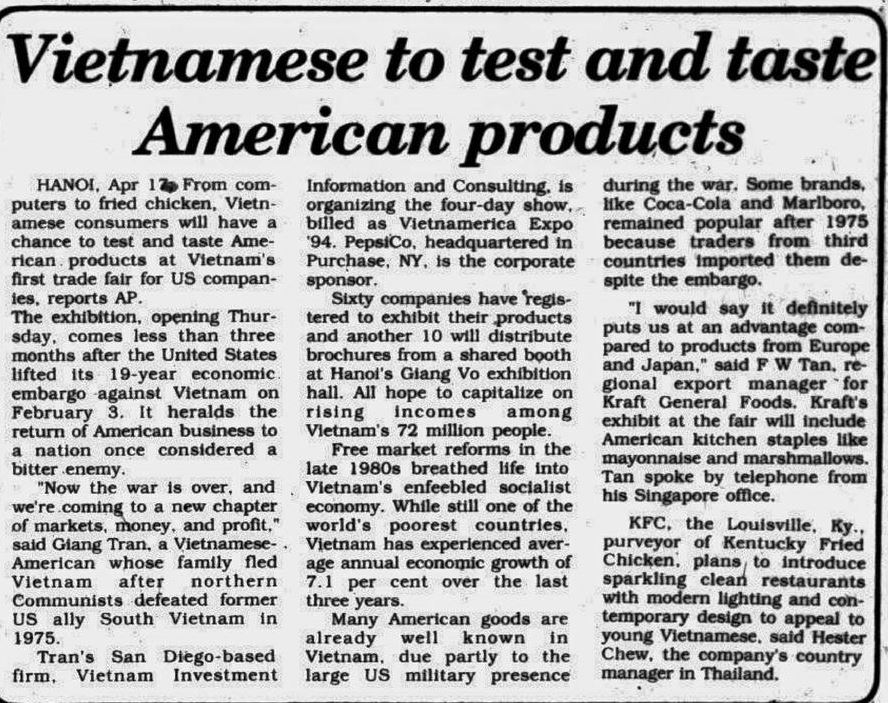 Vietnamese to test and taste
American products
HANOI, Apr 17 From com-
puters to fried chicken, Vietn-
amese consumers will have a
chance to test and taste Ame-
rican products at Vietnam's
first trade fair for US compan-
ies, reports AP.
The exhibition, opening Thur-
sday, comes less than three
months after the United States
lifted its 19-year economic
embargo against Vietnam on
February 3. It heralds the
return of American business to
a nation once considered a
bitter enemy.
"Now the war is over, and
we're coming to a new chapter
of markets, money, and profit,"
said Giang Tran, a Vietnamese-
American whose family fled
Vietnam after northern
Communists defeated former
US ally South Vietnam in
1975.
Tran's San Diego-based
firm, Vietnam Investment
Information and Consulting, is
organizing the four-day show,
billed as Vietnamerica Expo
'94. PepsiCo, headquartered in
Purchase, NY, is the corporate
sponsor.
Sixty companies have regis-
tered to exhibit their products
and another 10 will distribute
brochures from a shared booth
at Hanoi's Giang Vo exhibition
hall. All hope to capitalize on
rising incomes among
Vietnam's 72 million people.
Free market reforms in the
late 1980s breathed life into
Vietnam's enfeebled socialist
economy. While still one of the
world's poorest countries,
Vietnam has experienced aver-
age annual economic growth of
7.1 per cent over the last
three years.
Many American goods are
already well known in
Vietnam, due partly to the
large US military presence
during the war. Some brands,
like Coca-Cola and Marlboro,
remained popular after 1975
because traders from third
countries imported them de-
spite the embargo.
"I would say it definitely
puts us at an advantage com-
pared to products from Europe
and Japan," said F W Tan, re-
gional export manager for
Kraft General Foods. Kraft's
exhibit at the fair will include
American kitchen staples like
mayonnaise and marshmallows.
Tan spoke by telephone from
his Singapore office.
KFC, the Louisville, Ky.,
purveyor of Kentucky Fried
Chicken, plans to introduce
sparkling clean restaurants
with modern lighting and con-
temporary design to appeal to
young Vietnamese, said Hester
Chew, the company's country
manager in Thailand.